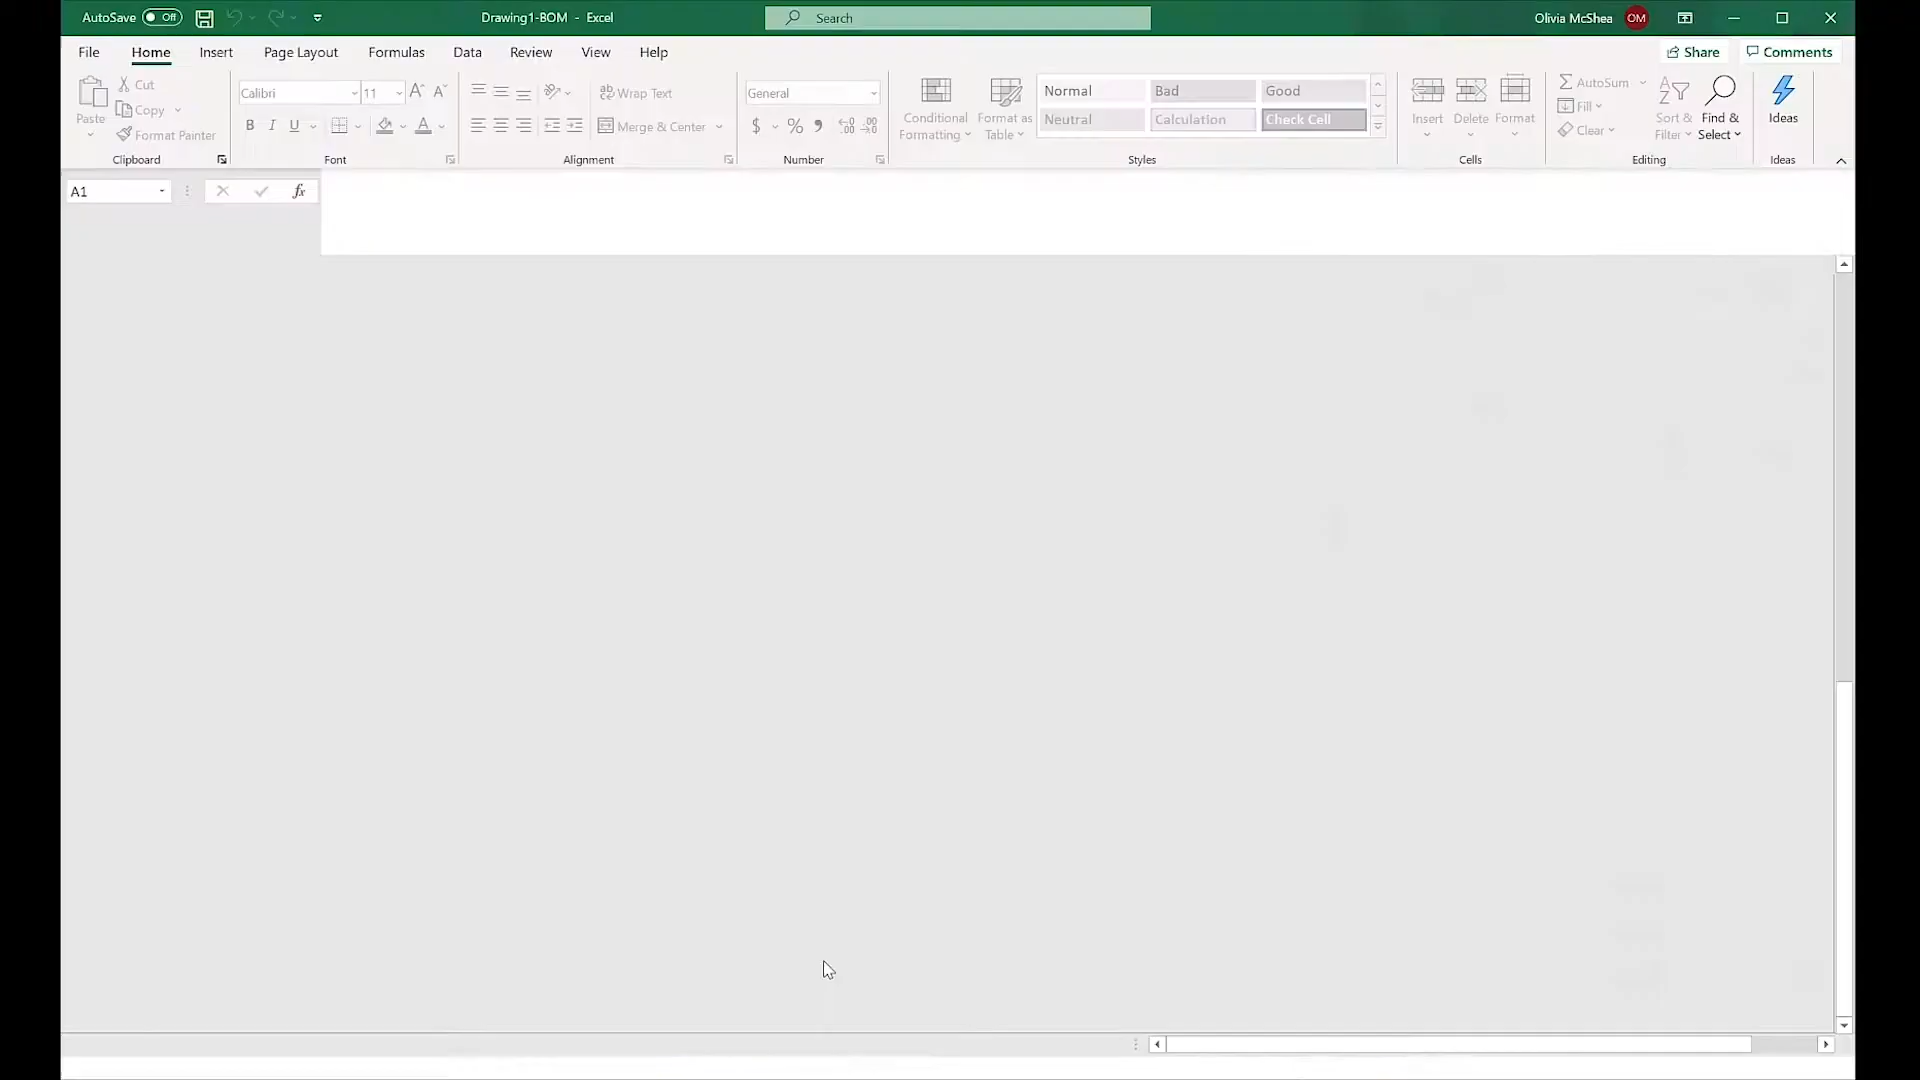 AutoSave Off Drawing1-BOM - Excel Search Olivia McShea OM
File Home Insert Page Layout Formulas Data Review View Help Share Comments
Paste
Cut
Copy
Format Painter
Clipboard
Calibri 11 A A
B I U A
Font
Wrap Text
Merge & Center
Alignment
General
$ % 9 .00 .00
Number
Conditional
Formatting
Format as
Table
Normal Bad Good
Neutral Calculation Check Cell
Styles
Insert Delete Format
Cells
AutoSum
Fill
Clear
Sort &
Filter
Find &
Select
Editing
Ideas
Ideas
A1 fx